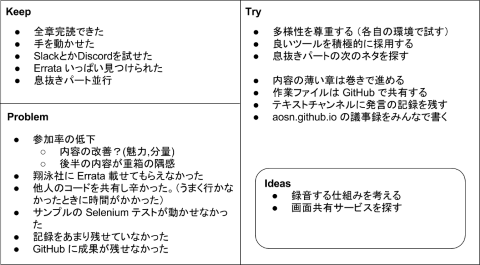 Keep
● 全章完読できた
● 手を動かせた
● SlackとかDiscordを試せた
● Errata いっぱい見つけられた
● 息抜きパート並行
Problem
● 参加率の低下
○ 内容の改善？(魅力,分量)
○ 後半の内容が重箱の隅感
● 翔泳社に Errata 載せてもらえなかった
● 他人のコードを共有し辛かった。（うまく行かな
かったときに時間がかかった）
● サンプルの Selenium テストが動かせなかっ
た
● 記録をあまり残せていなかった
● GitHub に成果が残せなかった
Try
● 多様性を尊重する（各自の環境で試す）
● 良いツールを積極的に採用する
● 息抜きパートの次のネタを探す
● 内容の薄い章は巻きで進める
● 作業ファイルは GitHub で共有する
● テキストチャンネルに発言の記録を残す
● aosn.github.io の議事録をみんなで書く
Ideas
● 録音する仕組みを考える
● 画面共有サービスを探す